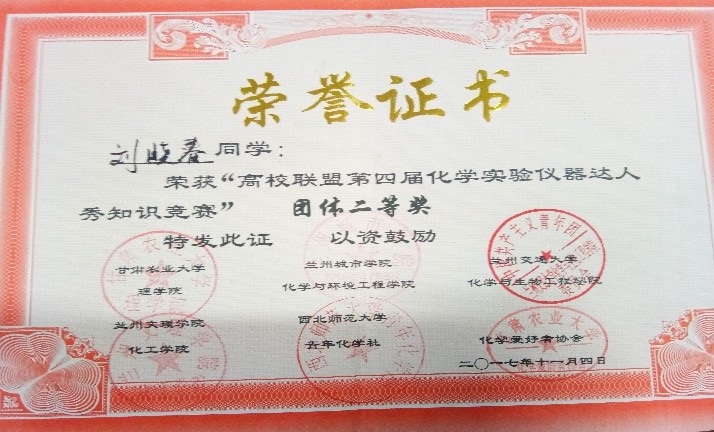 荣誉证书
刘晓春同学：
荣获“高校联盟第四届化学实验仪器达人
秀知识竞赛” 团体二等奖
特发此证 以资鼓励
甘肃农业大学 兰州城市学院 兰州交通大学
理学院 化学与环境工程学院 化学与生物工程学院
兰州文理学院 西北师范大学
化工学院 青年化学社 化学爱好者协会
二〇一七年十一月四日